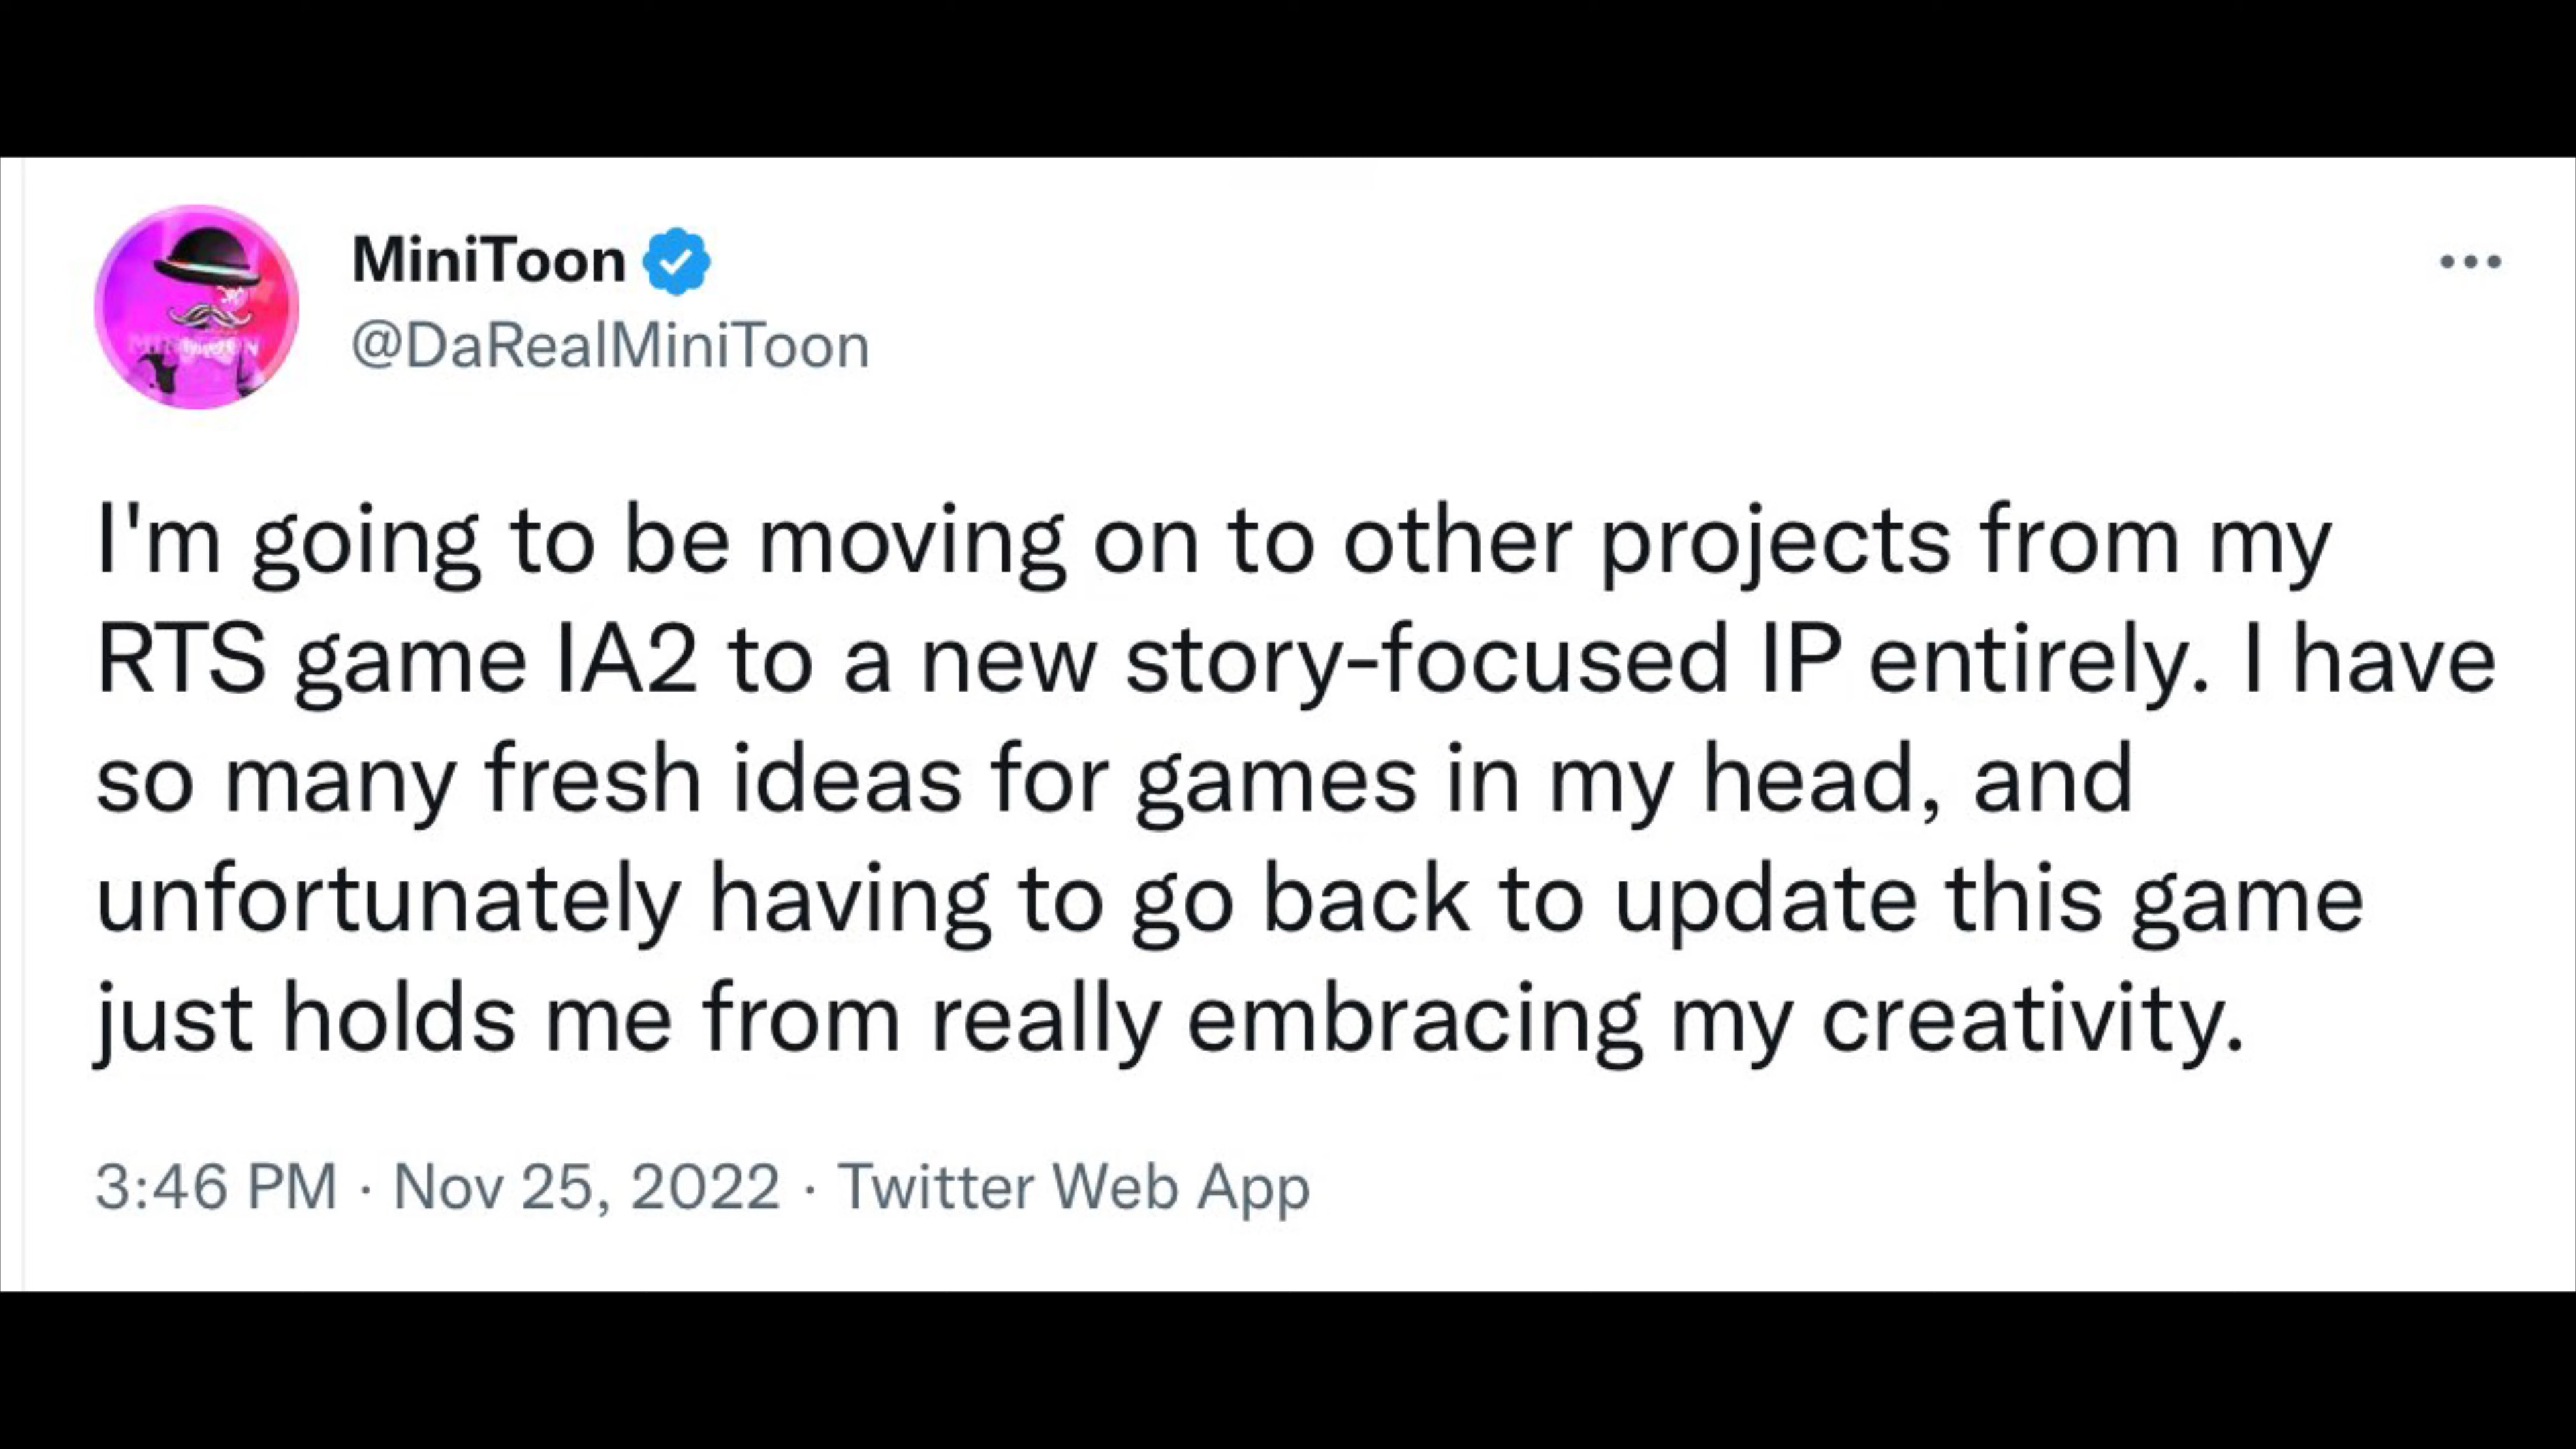 MiniToon
@DaRealMiniToon
I'm going to be moving on to other projects from my
RTS game IA2 to a new story-focused IP entirely. I have
so many fresh ideas for games in my head, and
unfortunately having to go back to update this game
just holds me from really embracing my creativity.
3:46 PM · Nov 25, 2022 · Twitter Web App